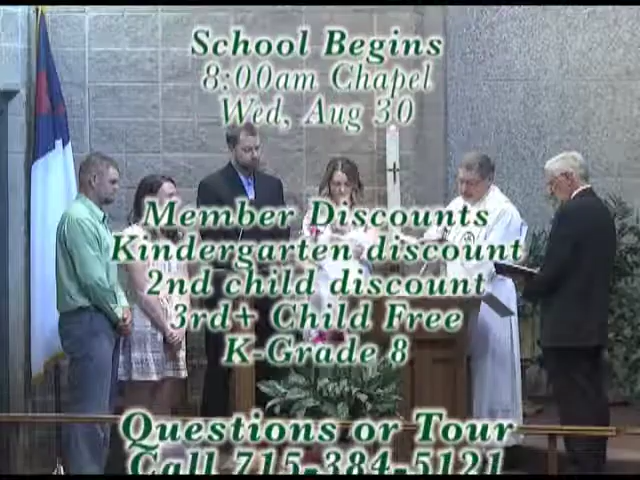 School Begins
8:00am Chapel
Wed, Aug 30
Member Discounts
Kindergarten discount
2nd child discount
3rd+ Child Free
K-Grade 8
Questions or Tour
Call 715-384-5121